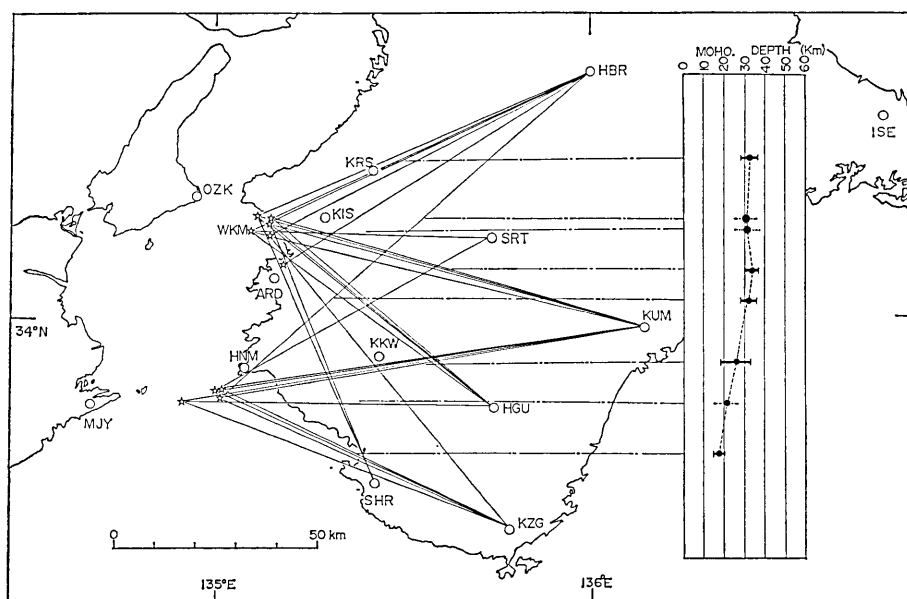 MOHO. DEPTH (Km)
0 10 20 30 40 50 60
HBR
ISE
KRS
OZK
KIS
WKM
SRT
ARD
34°N
KUM
KKW
HNM
MJY
HGU
SHR
KZG
0 50 km
135°E 136°E